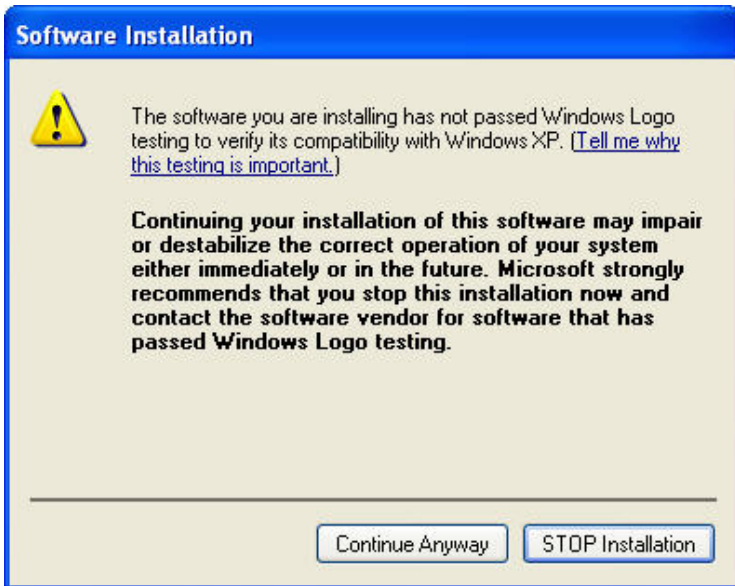 Software Installation
The software you are installing has not passed Windows Logo
testing to verify its compatibility with Windows XP. (Tell me why
this testing is important.)
Continuing your installation of this software may impair
or destabilize the correct operation of your system
either immediately or in the future. Microsoft strongly
recommends that you stop this installation now and
contact the software vendor for software that has
passed Windows Logo testing.
Continue Anyway
STOP Installation